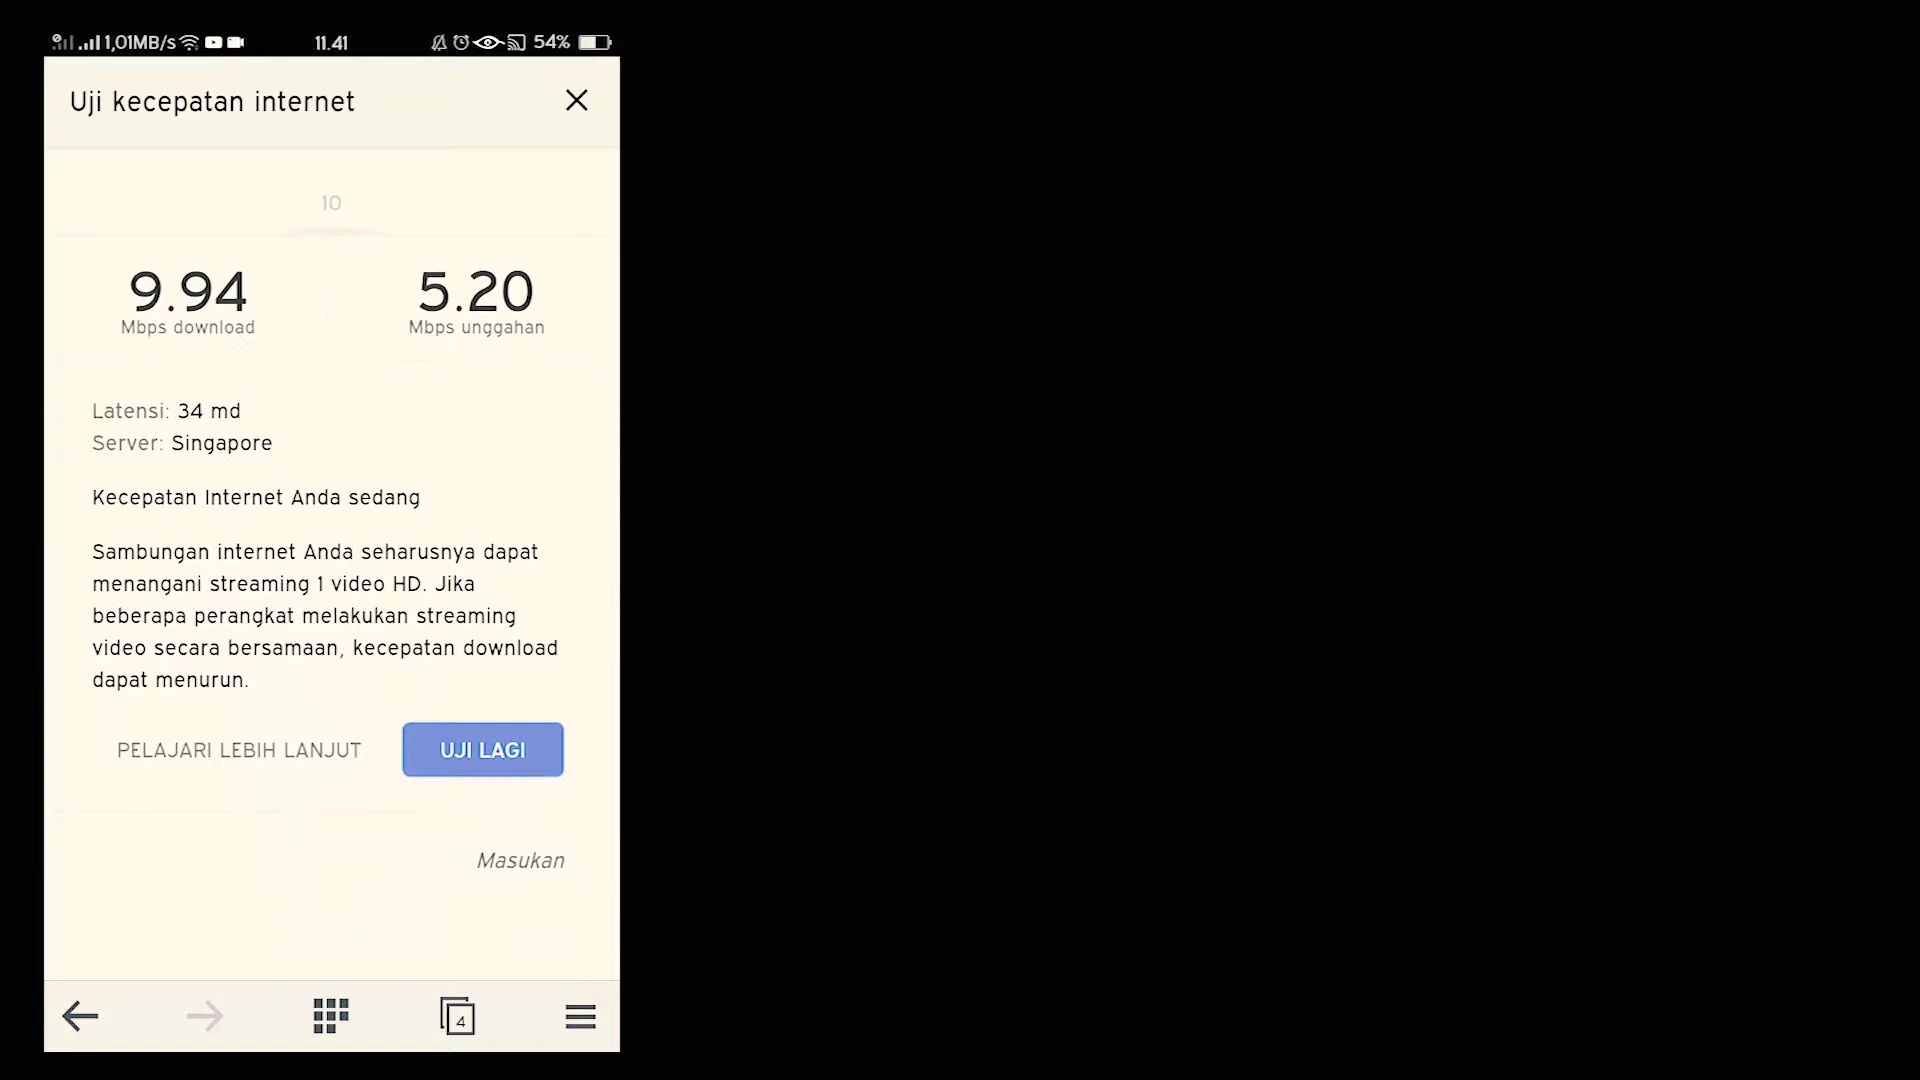 1,01MB/s 11.41 54%
Uji kecepatan internet
10
9.94 5.20
Mbps download Mbps unggahan
Latensi: 34 md
Server: Singapore
Kecepatan Internet Anda sedang
Sambungan internet Anda seharusnya dapat
menangani streaming 1 video HD. Jika
beberapa perangkat melakukan streaming
video secara bersamaan, kecepatan download
dapat menurun.
PELAJARI LEBIH LANJUT UJI LAGI
Masukan
4